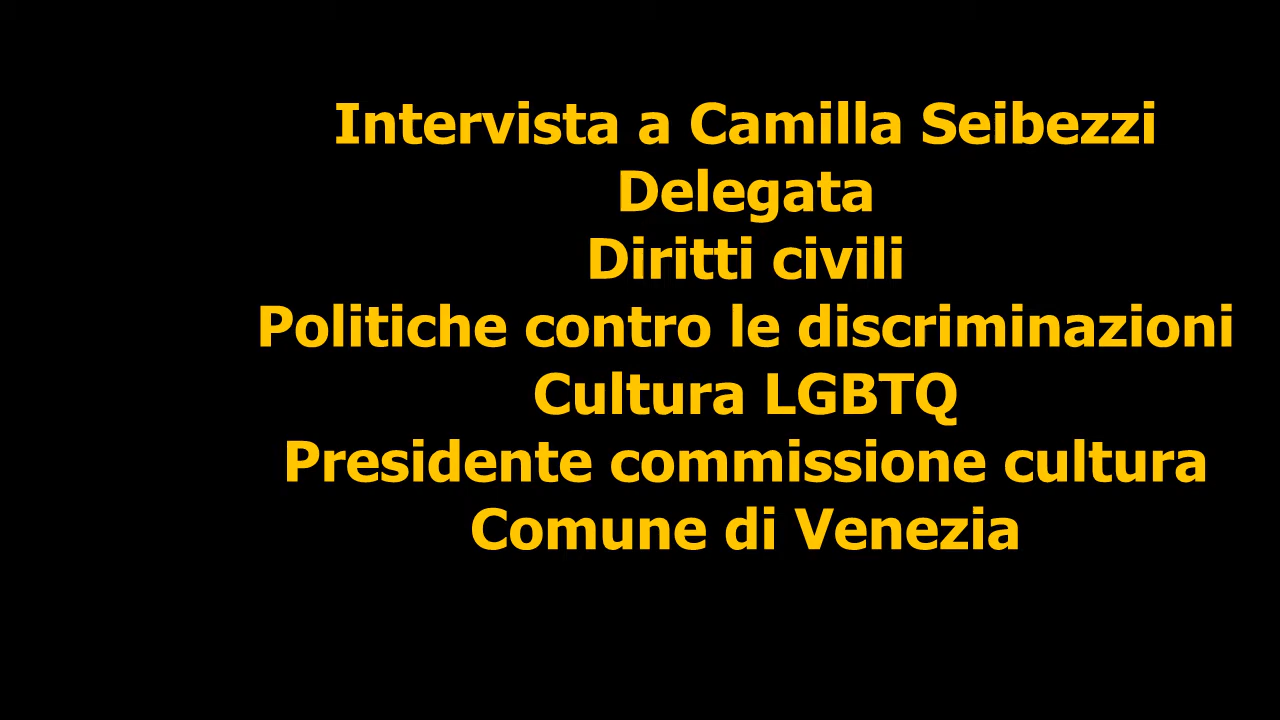 Intervista a Camilla Seibezzi
Delegata
Diritti civili
Politiche contro le discriminazioni
Cultura LGBTQ
Presidente commissione cultura
Comune di Venezia